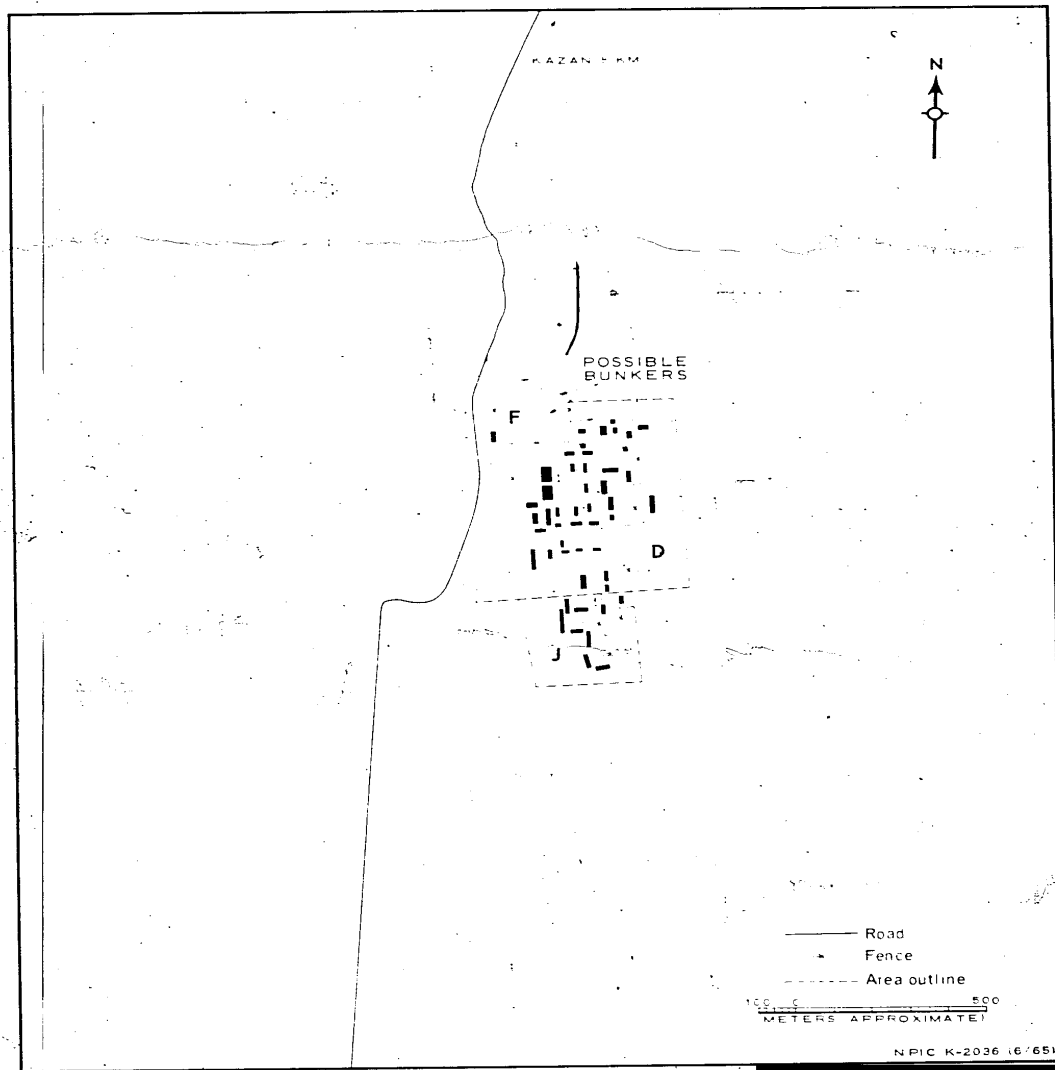 KAZAN 5 KM
N
POSSIBLE
BUNKERS
F
D
J
Road
Fence
Area outline
100 0 500
METERS APPROXIMATE)
NPIC K-2036 (6/65)